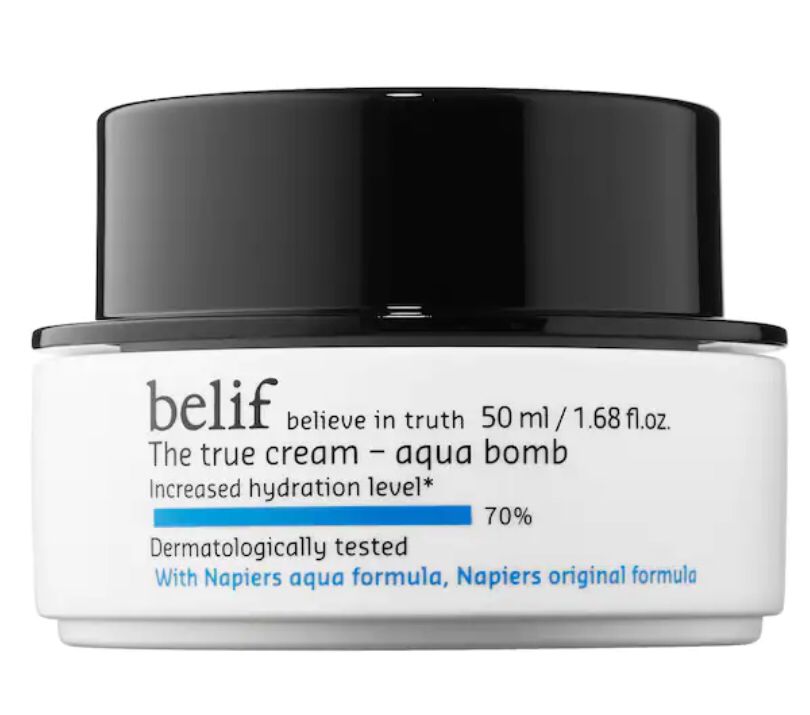 belif believe in truth 50 ml / 1.68 fl.oz.
The true cream – aqua bomb
Increased hydration level*
70%
Dermatologically tested
With Napiers aqua formula, Napiers original formula